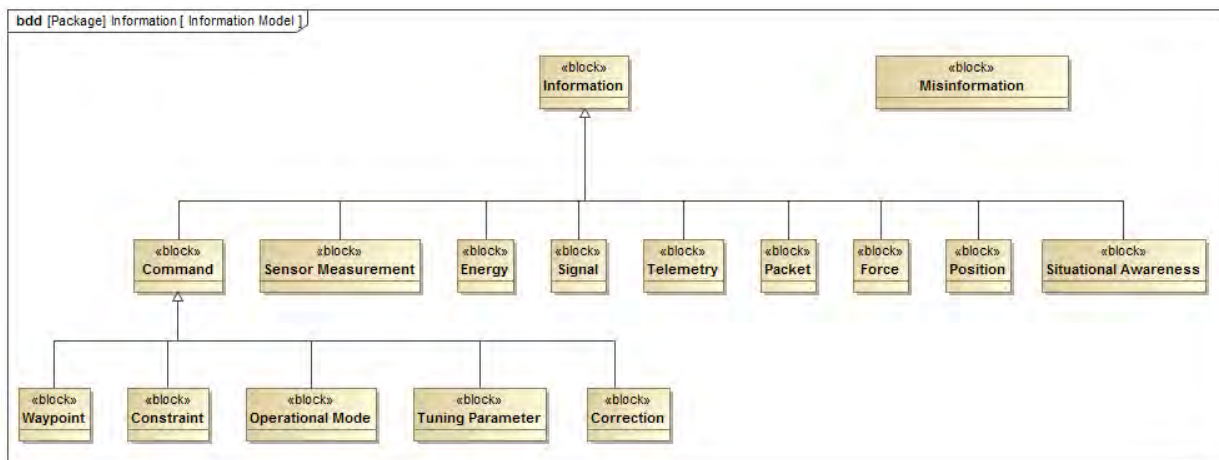 bdd [Package] Information [ Information Model ]
«block»
Information
«block»
Misinformation
«block»
Command
«block»
Sensor Measurement
«block»
Energy
«block»
Signal
«block»
Telemetry
«block»
Packet
«block»
Force
«block»
Position
«block»
Situational Awareness
«block»
Waypoint
«block»
Constraint
«block»
Operational Mode
«block»
Tuning Parameter
«block»
Correction